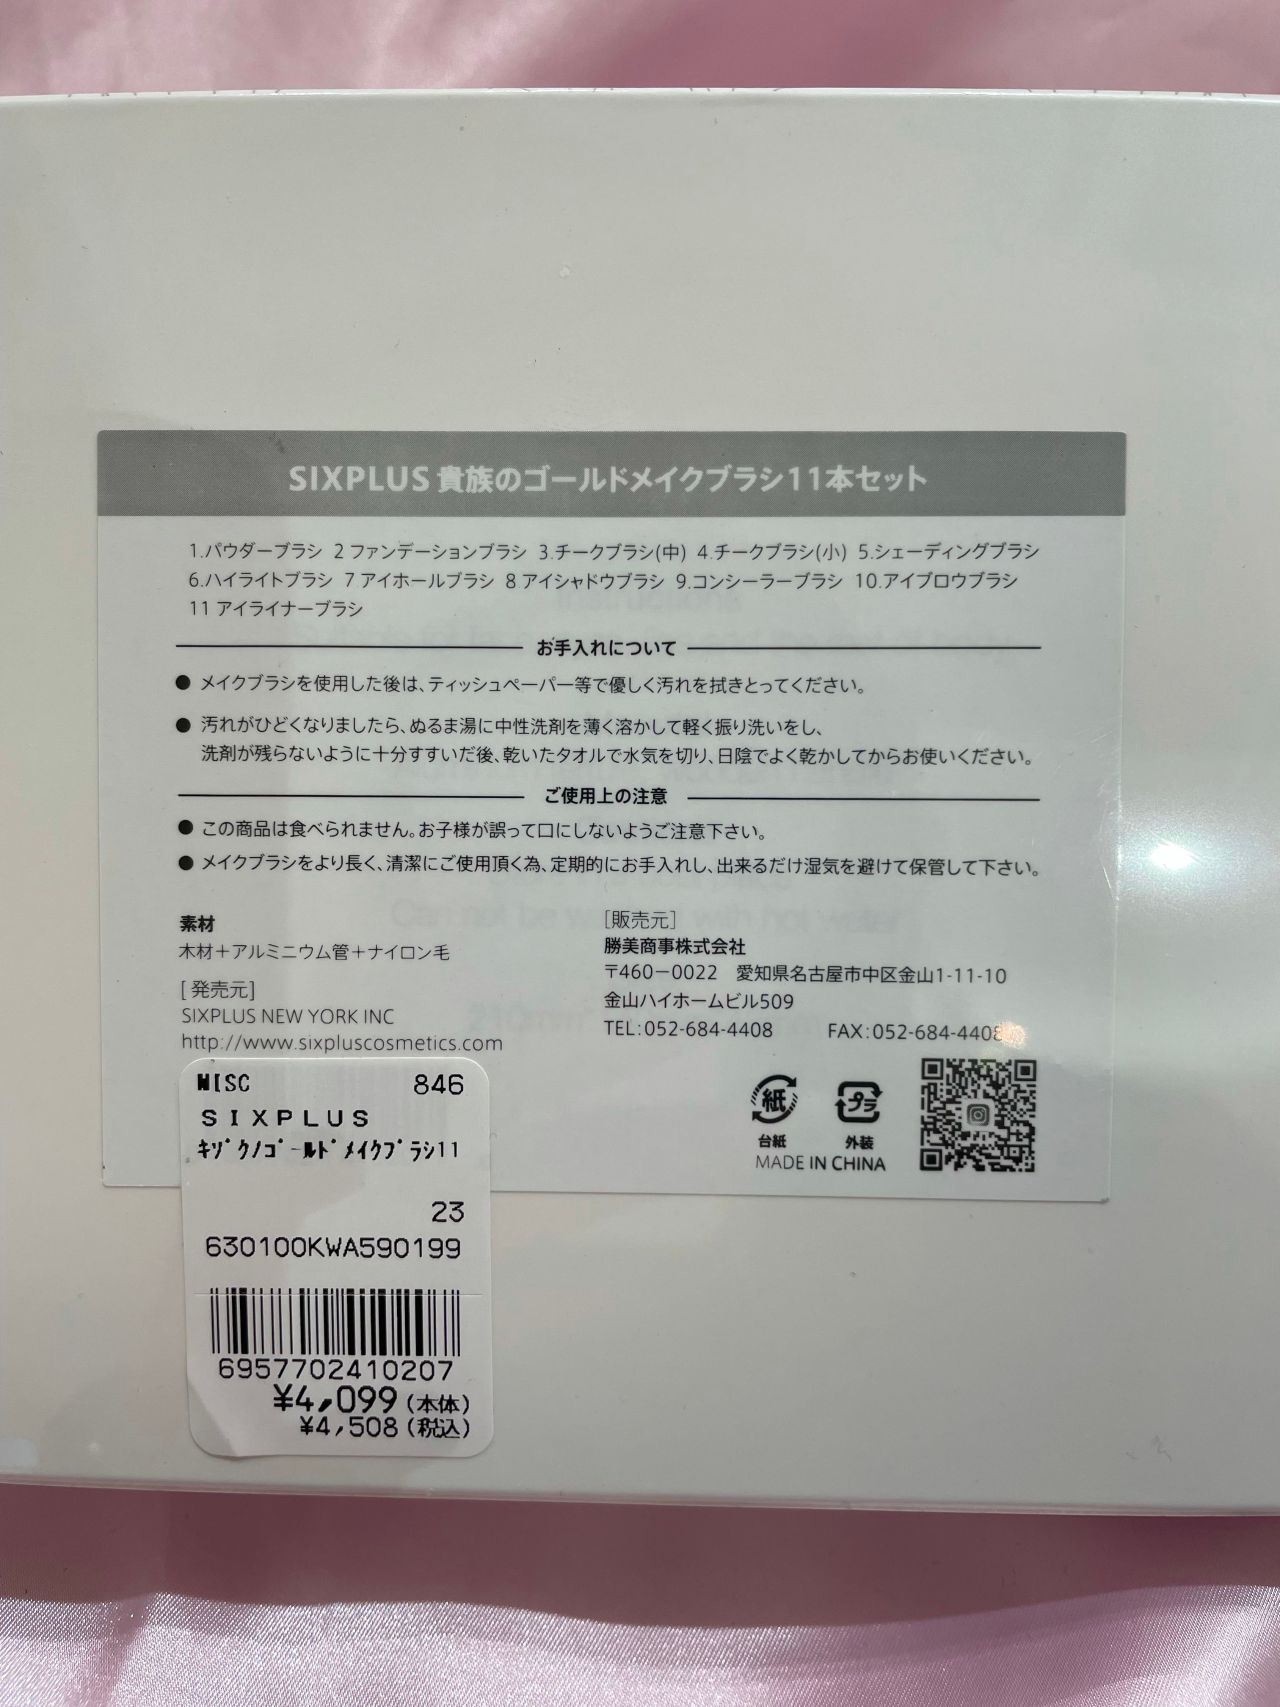 SIXPLUS 貴族のゴールドメイクブラシ11本セット
1.パウダーブラシ 2 ファンデーションブラシ 3.チークブラシ(中) 4.チークブラシ(小) 5.シェーディングブラシ
6.ハイライトブラシ 7 アイホールブラシ 8 アイシャドウブラシ 9.コンシーラーブラシ 10.アイブロウブラシ
11 アイライナーブラシ
お手入れについて
● メイクブラシを使用した後は、ティッシュペーパー等で優しく汚れを拭きとってください。
● 汚れがひどくなりましたら、ぬるま湯に中性洗剤を薄く溶かして軽く振り洗いをし、
洗剤が残らないように十分すすいだ後、乾いたタオルで水気を切り、日陰でよく乾かしてからお使いください。
ご使用上の注意
● この商品は食べられません。お子様が誤って口にしないようご注意下さい。
● メイクブラシをより長く、清潔にご使用頂く為、定期的にお手入れし、出来るだけ湿気を避けて保管して下さい。
素材
木材＋アルミニウム管＋ナイロン毛
[発売元]
SIXPLUS NEW YORK INC
http://www.sixpluscosmetics.com
[販売元]
勝美商事株式会社
〒460－0022 愛知県名古屋市中区金山1-11-10
金山ハイホームビル509
TEL:052-684-4408 FAX:052-684-4408
紙 プラ
台紙 外装
MADE IN CHINA
MISC 846
ＳＩＸＰＬＵＳ
ｷｿﾞｸﾉｺﾞｰﾙﾄﾞﾒｲｸﾌﾞﾗｼ11
23
630100KWA590199
6957702410207
¥4,099(本体)
¥4,508(税込)